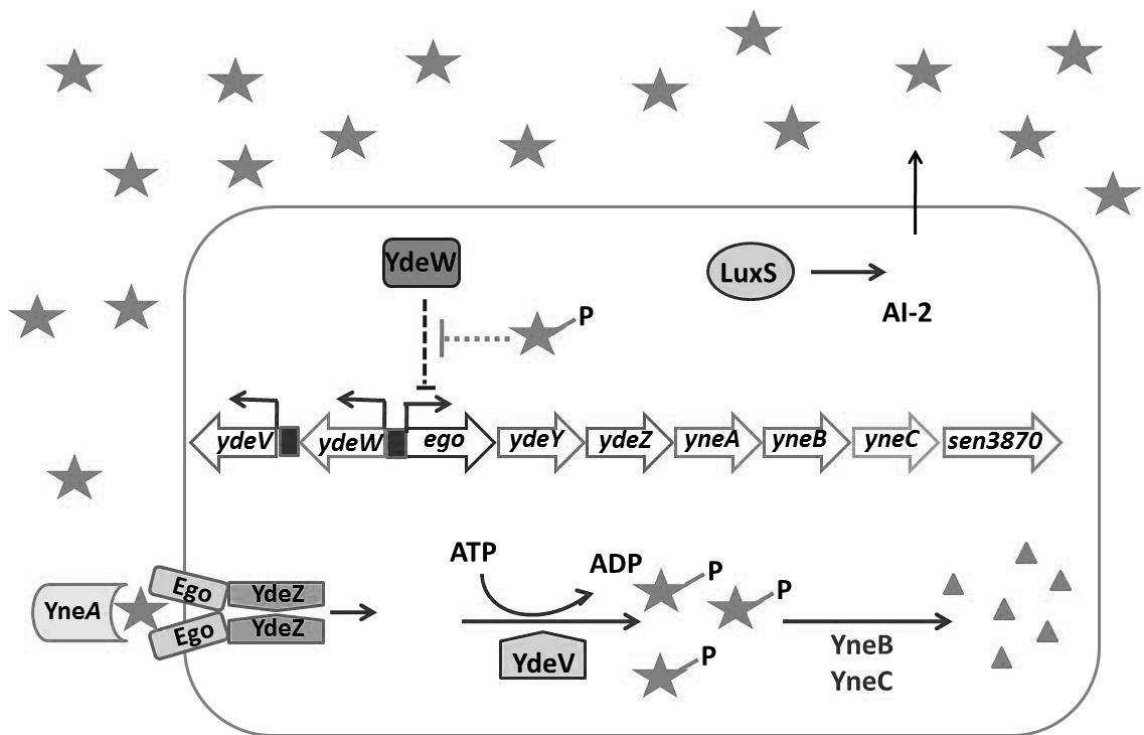 YdeW
LuxS
P
AI-2
ydeV
ydeW
ego
ydeY
ydeZ
yneA
yneB
yneC
sen3870
ATP
ADP
P
P
Ego
YdeZ
YneA
Ego
YdeZ
YdeV
P
YneB
YneC